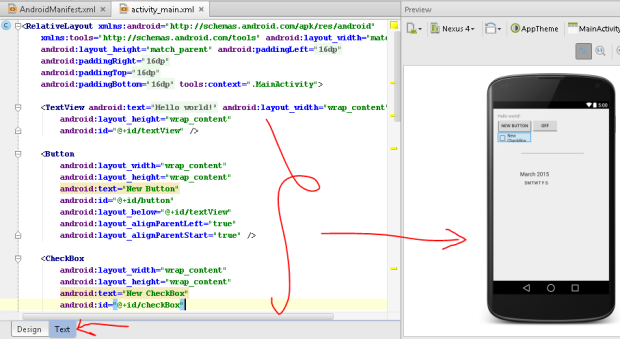 AndroidManifest.xml × activity_main.xml ×
<RelativeLayout xmlns:android="http://schemas.android.com/apk/res/android"
xmlns:tools="http://schemas.android.com/tools" android:layout_width="matc
android:layout_height="match_parent" android:paddingLeft="16dp"
android:paddingRight="16dp"
android:paddingTop="16dp"
android:paddingBottom="16dp" tools:context=".MainActivity">
<TextView android:text="Hello world!" android:layout_width="wrap_content"
android:layout_height="wrap_content"
android:id="@+id/textView" />
<Button
android:layout_width="wrap_content"
android:layout_height="wrap_content"
android:text="New Button"
android:id="@+id/button"
android:layout_below="@+id/textView"
android:layout_alignParentLeft="true"
android:layout_alignParentStart="true" />
<CheckBox
android:layout_width="wrap_content"
android:layout_height="wrap_content"
android:text="New CheckBox"
android:id="@+id/checkBox"
Design Text
Preview
Nexus 4 AppTheme MainActivity
5:00
Hello world!
NEW BUTTON OFF
New
CheckBox
March 2015
S M T W T F S